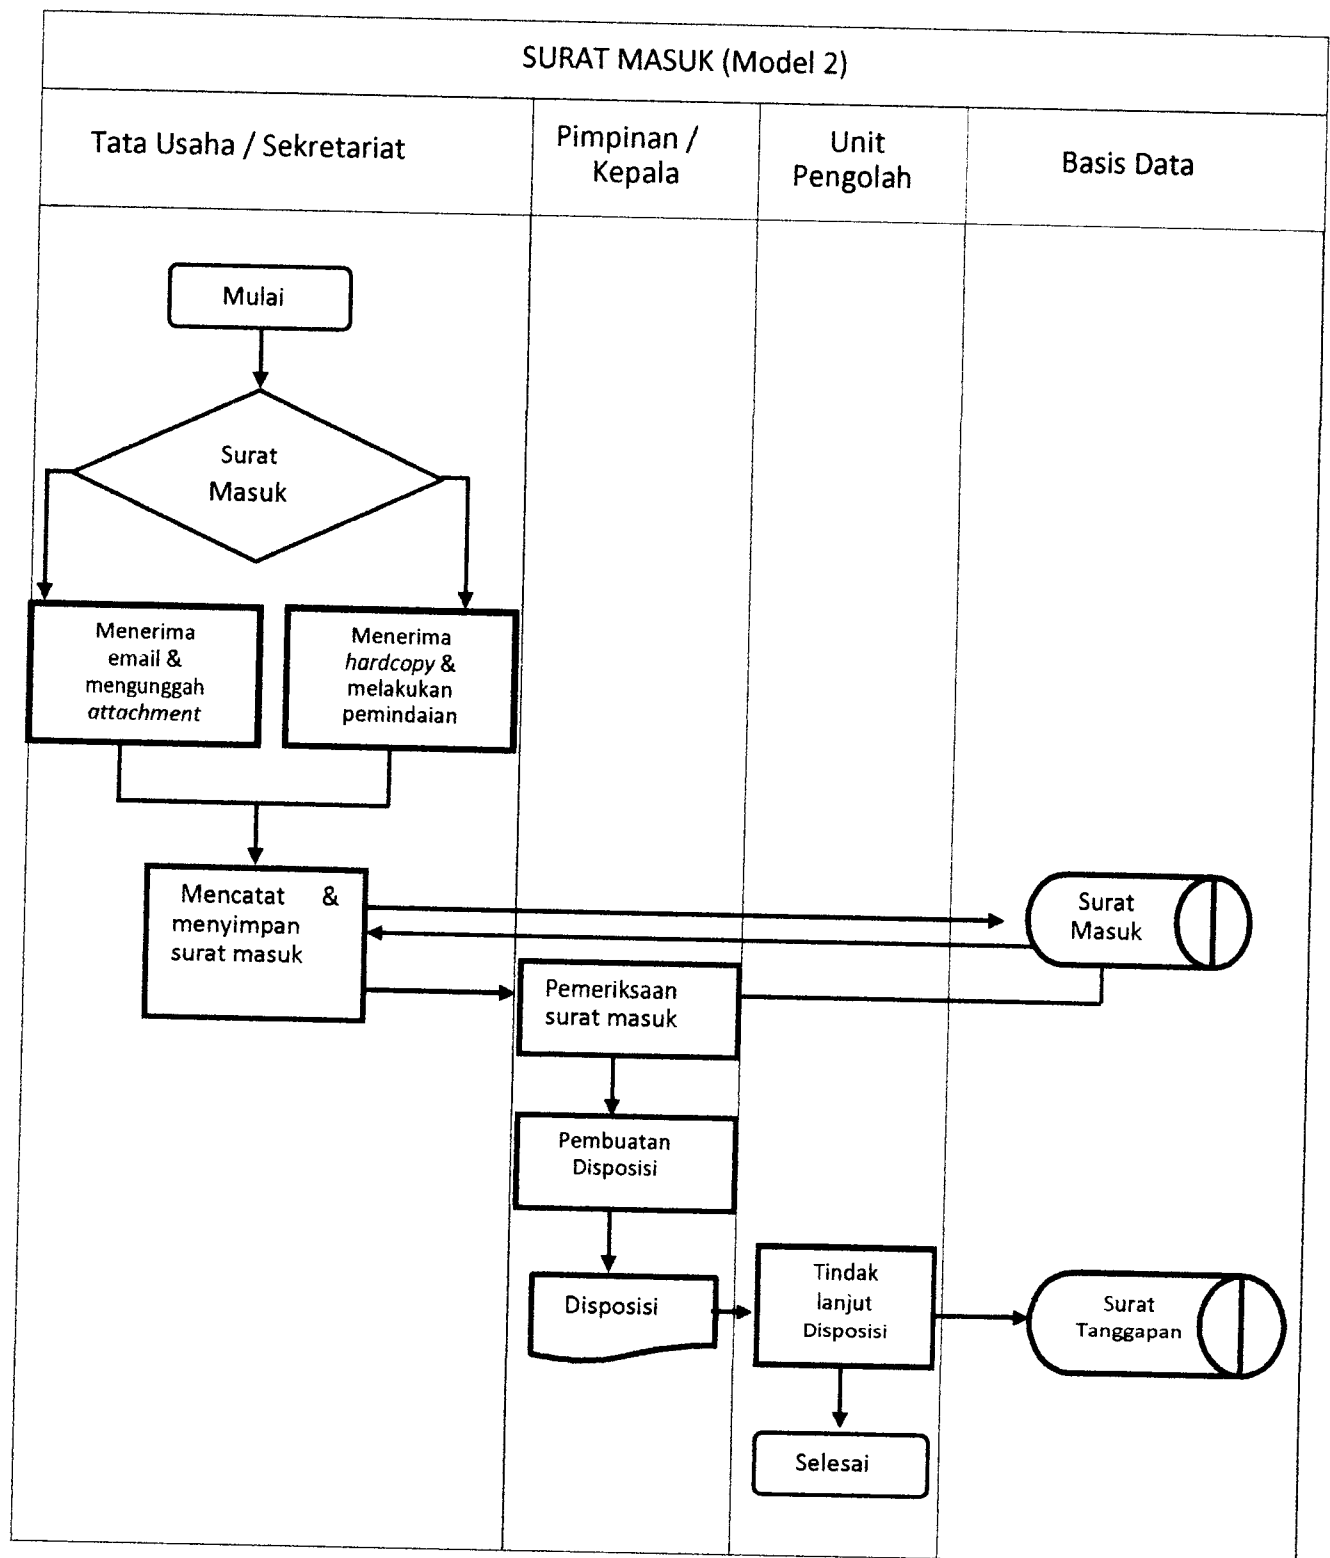 SURAT MASUK (Model 2)
Tata Usaha / Sekretariat
Pimpinan /
Kepala
Unit
Pengolah
Basis Data
Mulai
Surat
Masuk
Menerima
email &
mengunggah
attachment
Menerima
hardcopy &
melakukan
pemindaian
Mencatat &
menyimpan
surat masuk
Surat
Masuk
Pemeriksaan
surat masuk
Pembuatan
Disposisi
Disposisi
Tindak
lanjut
Disposisi
Surat
Tanggapan
Selesai